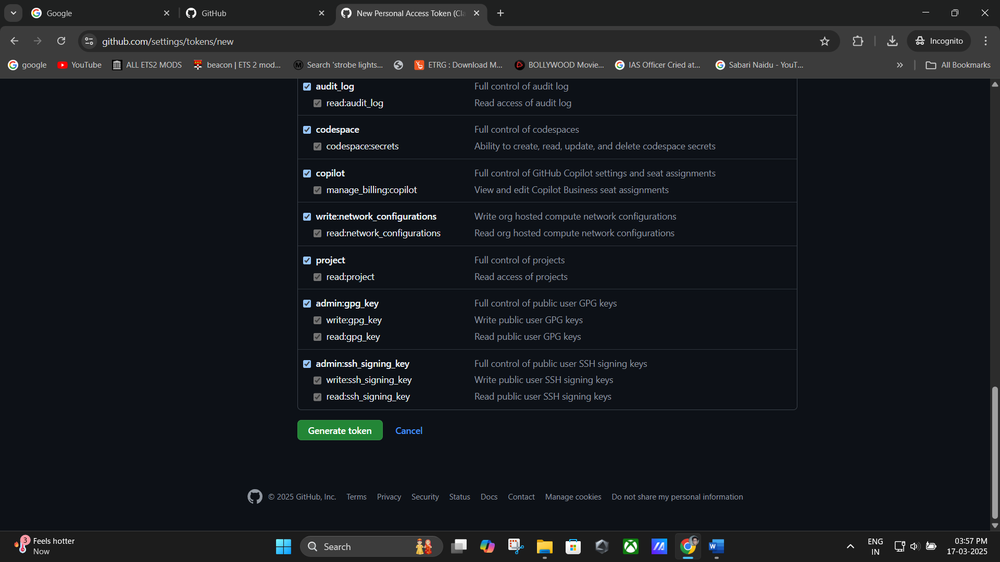 Google
GitHub
New Personal Access Token (Cla
github.com/settings/tokens/new
Incognito
google
YouTube
ALL ETS2 MODS
beacon | ETS 2 mod...
Search 'strobe lights...
ETRG : Download M...
BOLLYWOOD Movie...
IAS Officer Cried at...
Sabari Naidu - YouT...
All Bookmarks
audit_log Full control of audit log
read:audit_log Read access of audit log
codespace Full control of codespaces
codespace:secrets Ability to create, read, update, and delete codespace secrets
copilot Full control of GitHub Copilot settings and seat assignments
manage_billing:copilot View and edit Copilot Business seat assignments
write:network_configurations Write org hosted compute network configurations
read:network_configurations Read org hosted compute network configurations
project Full control of projects
read:project Read access of projects
admin:gpg_key Full control of public user GPG keys
write:gpg_key Write public user GPG keys
read:gpg_key Read public user GPG keys
admin:ssh_signing_key Full control of public user SSH signing keys
write:ssh_signing_key Write public user SSH signing keys
read:ssh_signing_key Read public user SSH signing keys
Generate token Cancel
© 2025 GitHub, Inc. Terms Privacy Security Status Docs Contact Manage cookies Do not share my personal information
3
Feels hotter
Now
Search
ENG
IN
03:57 PM
17-03-2025